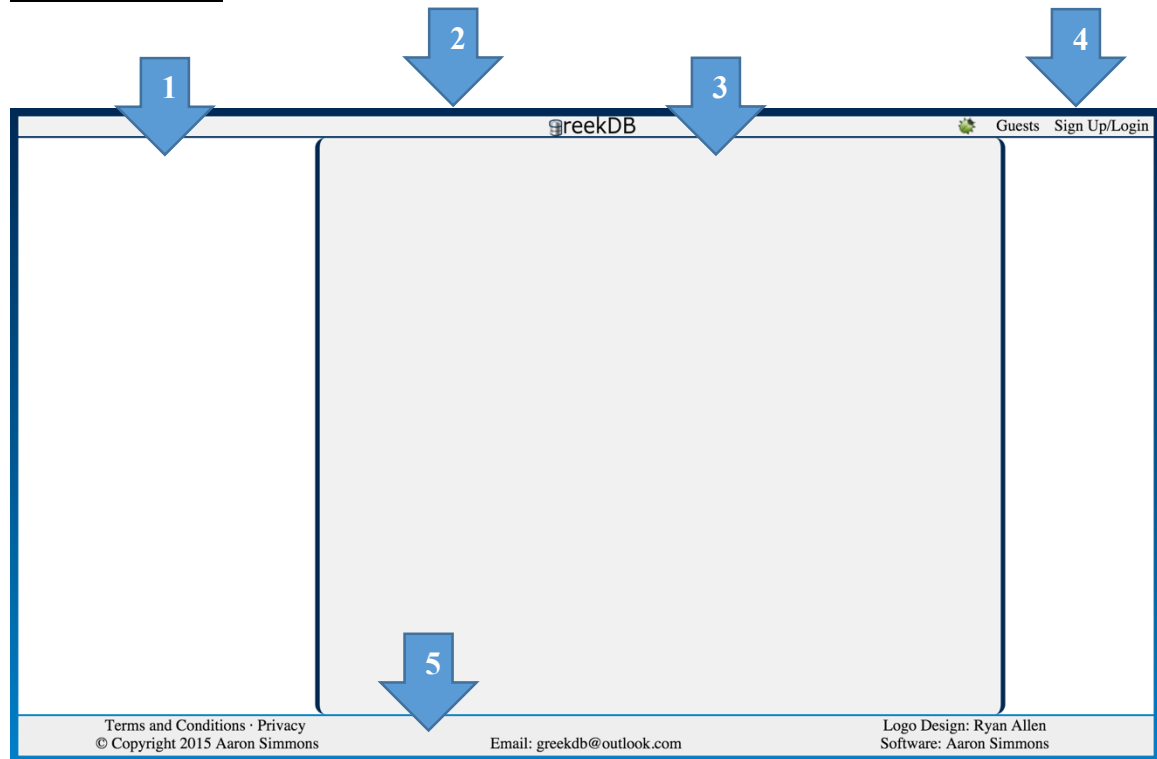 2
4
1
3
greekDB
Guests Sign Up/Login
5
Terms and Conditions · Privacy
© Copyright 2015 Aaron Simmons
Email: greekdb@outlook.com
Logo Design: Ryan Allen
Software: Aaron Simmons